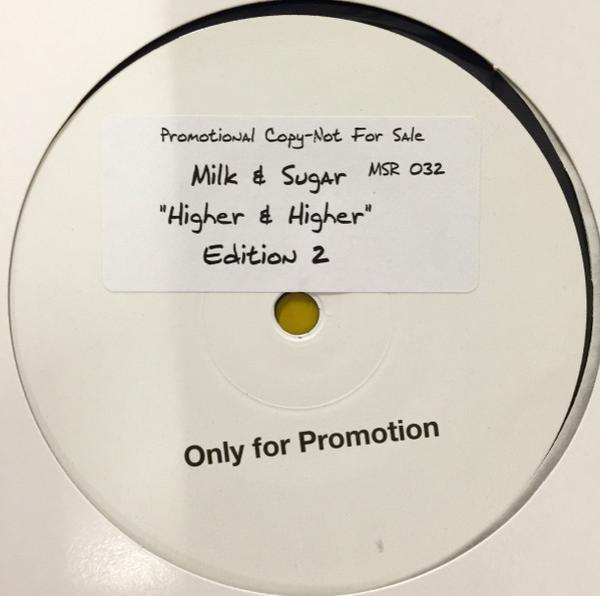 Promotional Copy-Not For Sale
Milk & Sugar MSR 032
"Higher & Higher"
Edition 2
Only for Promotion